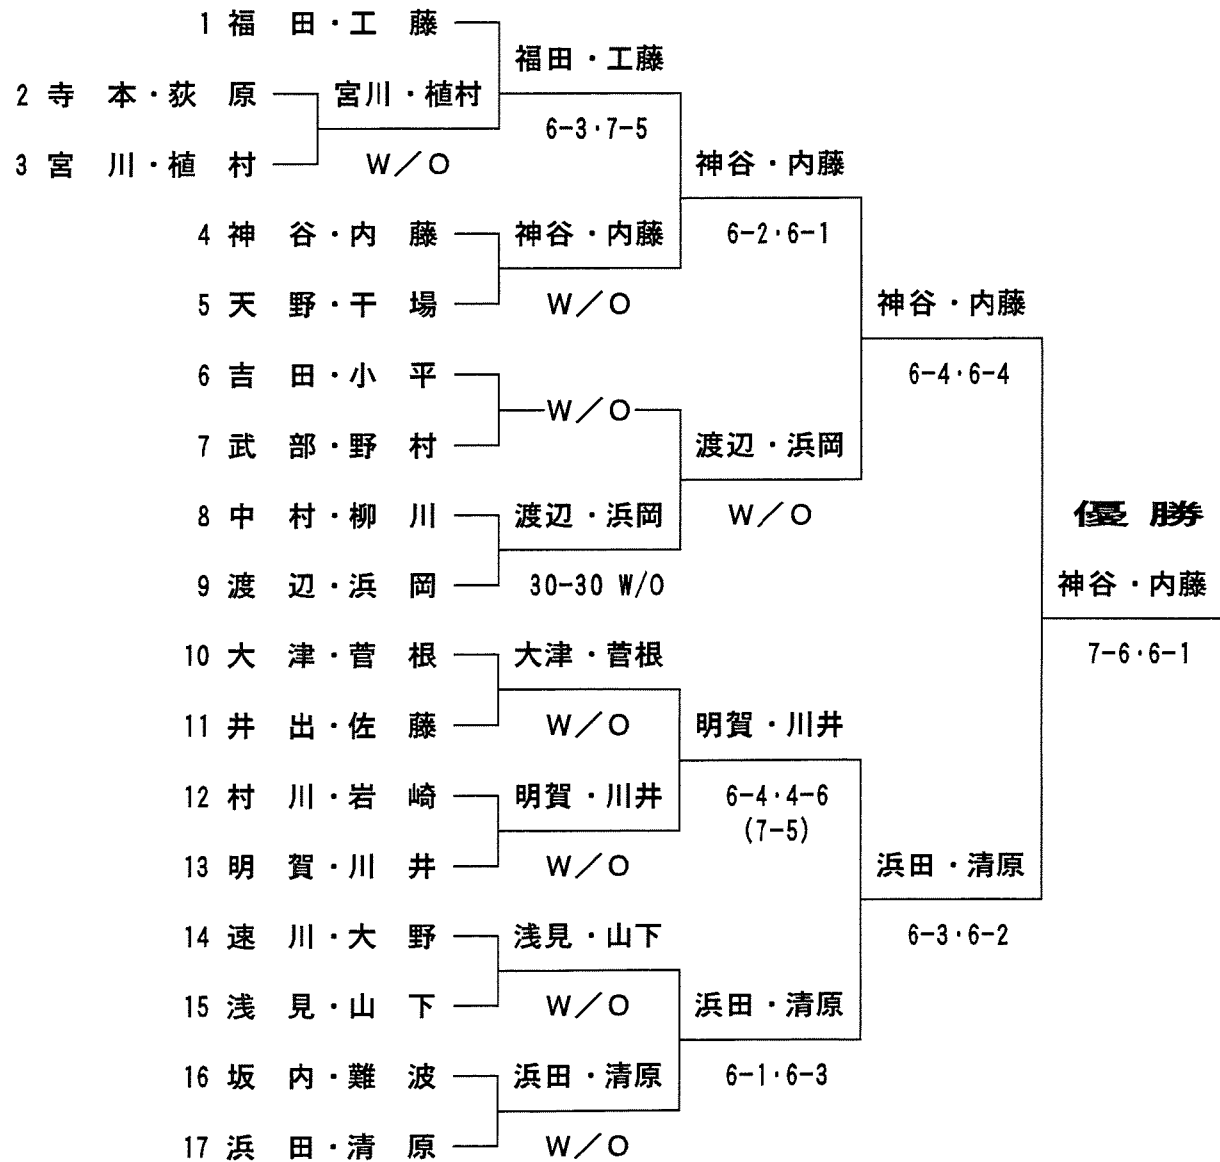 1 福田・工藤
福田・工藤
2 寺本・荻原
宮川・植村
6-3・7-5
3 宮川・植村
W／O
神谷・内藤
4 神谷・内藤
神谷・内藤
6-2・6-1
5 天野・干場
W／O
神谷・内藤
6 吉田・小平
6-4・6-4
W／O
7 武部・野村
渡辺・浜岡
8 中村・柳川
渡辺・浜岡
W／O
優勝
9 渡辺・浜岡
30-30 W/O
神谷・内藤
10 大津・菅根
大津・菅根
7-6・6-1
11 井出・佐藤
W／O
明賀・川井
12 村川・岩崎
明賀・川井
6-4・4-6
(7-5)
13 明賀・川井
W／O
浜田・清原
14 速川・大野
浅見・山下
6-3・6-2
15 浅見・山下
W／O
浜田・清原
16 坂内・難波
浜田・清原
6-1・6-3
17 浜田・清原
W／O